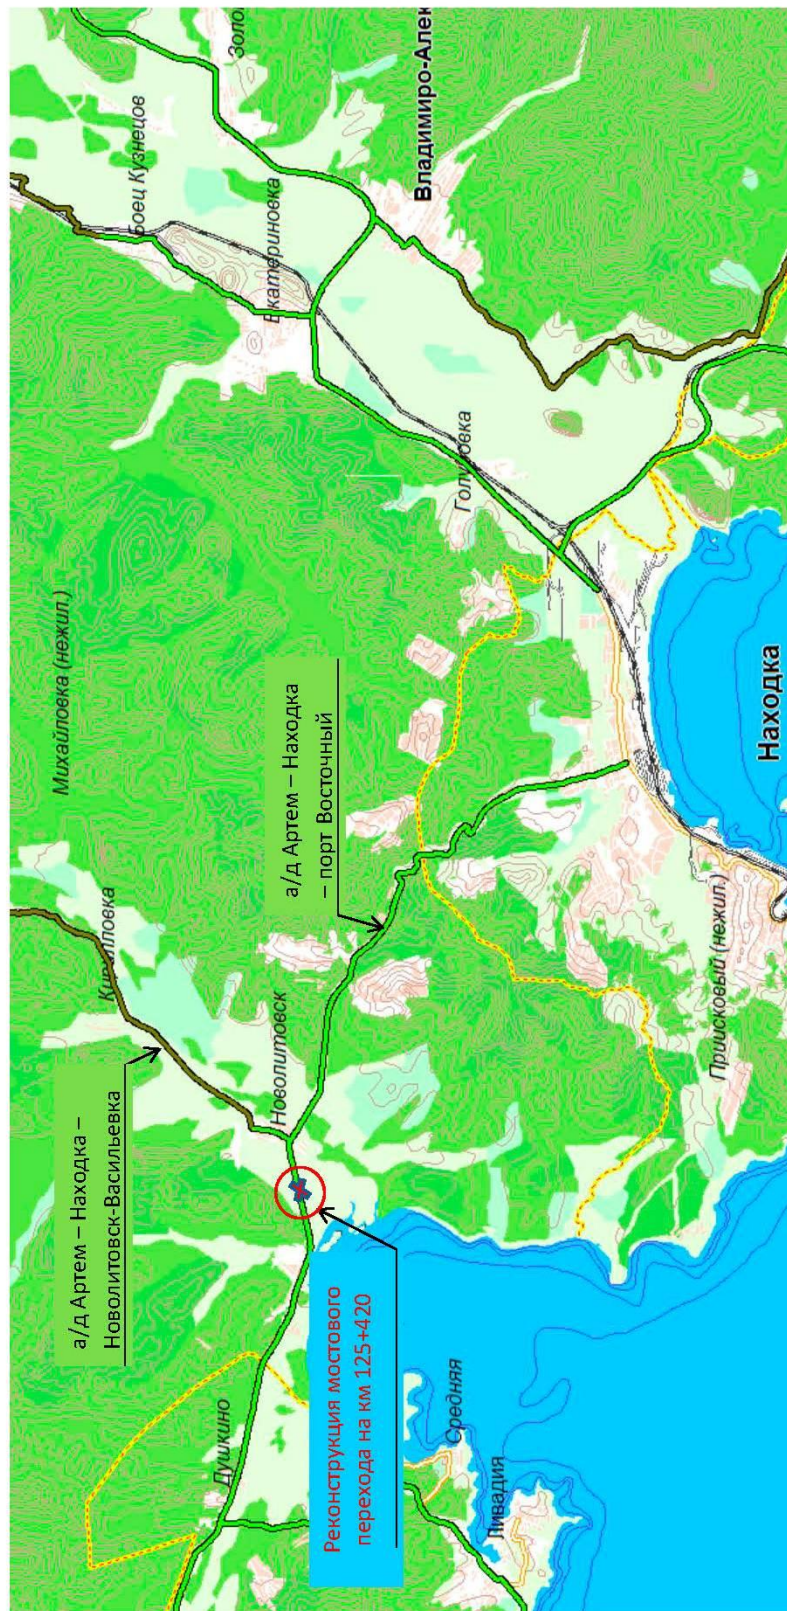 Михайловка (нежил.)
а/д Артем – Находка –
Новолитовск-Васильевка
Кирилловка
Боец Кузнецов
Душкино
Золо
Екатериновка
Новолитовск
а/д Артем – Находка
– порт Восточный
Реконструкция мостового
перехода на км 125+420
Владимиро-Алек
Голубовка
Средняя
Ливадия
Приисковый (нежил.)
Находка